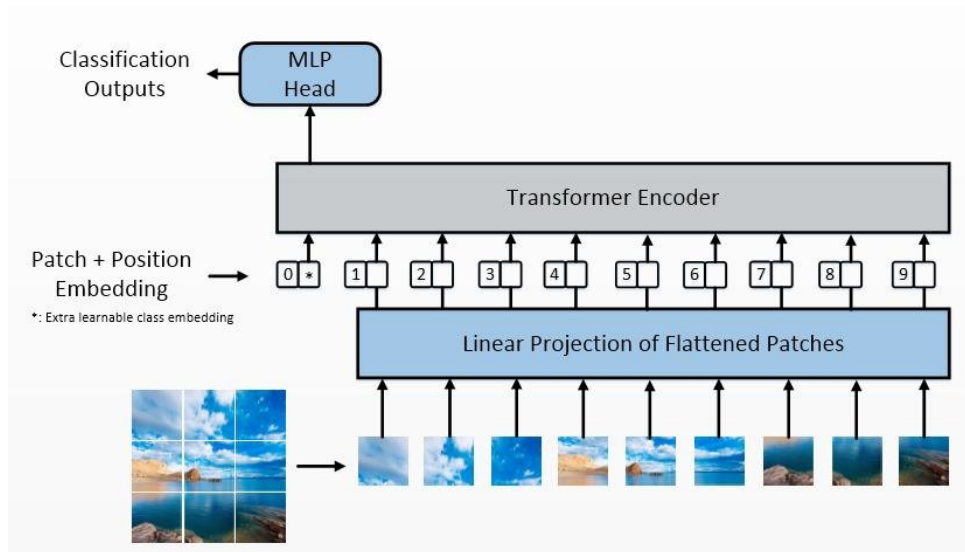 Classification
Outputs
MLP
Head
Transformer Encoder
Patch + Position
Embedding
0 * 1 2 3 4 5 6 7 8 9
*: Extra learnable class embedding
Linear Projection of Flattened Patches